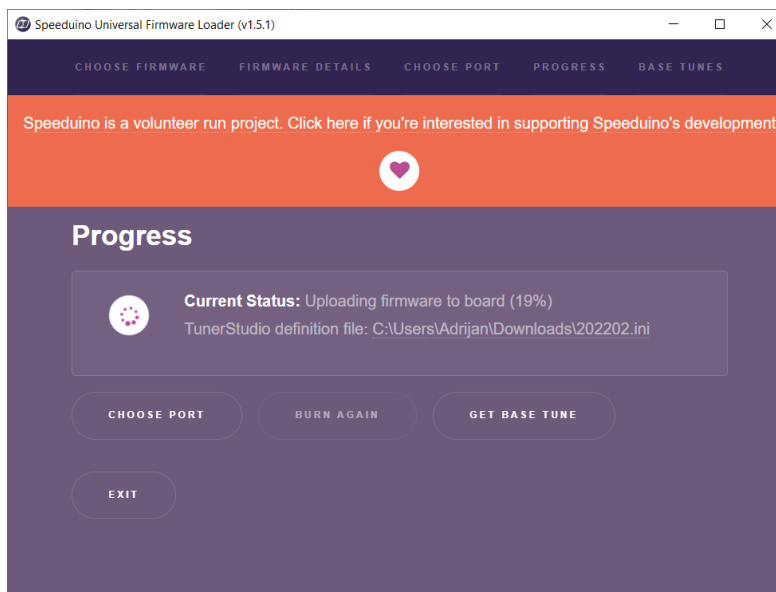 Speeduino Universal Firmware Loader (v1.5.1)
CHOOSE FIRMWARE FIRMWARE DETAILS CHOOSE PORT PROGRESS BASE TUNES
Speeduino is a volunteer run project. Click here if you're interested in supporting Speeduino's development
Progress
Current Status: Uploading firmware to board (19%)
TunerStudio definition file: C:\Users\Adrijan\Downloads\202202.ini
CHOOSE PORT BURN AGAIN GET BASE TUNE
EXIT